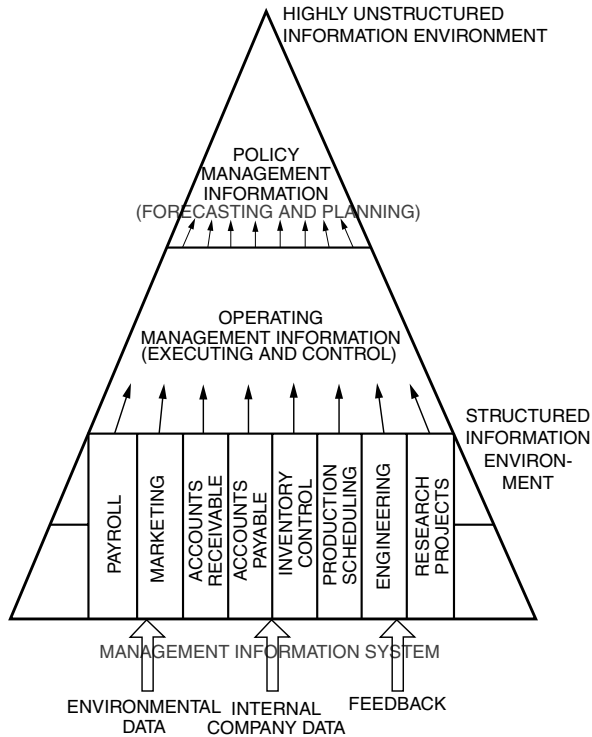 HIGHLY UNSTRUCTURED
INFORMATION ENVIRONMENT
POLICY
MANAGEMENT
INFORMATION
(FORECASTING AND PLANNING)
OPERATING
MANAGEMENT INFORMATION
(EXECUTING AND CONTROL)
STRUCTURED
INFORMATION
ENVIRON-
MENT
PAYROLL
MARKETING
ACCOUNTS
RECEIVABLE
ACCOUNTS
PAYABLE
INVENTORY
CONTROL
PRODUCTION
SCHEDULING
ENGINEERING
RESEARCH
PROJECTS
MANAGEMENT INFORMATION SYSTEM
ENVIRONMENTAL
DATA
INTERNAL
COMPANY DATA
FEEDBACK